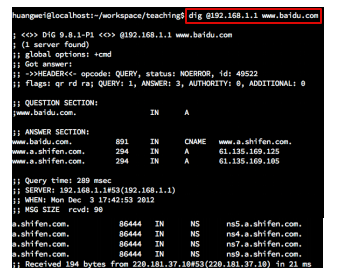 huangwei@localhost:~/workspace/teaching$ dig @192.168.1.1 www.baidu.com
; <<>> DiG 9.8.1-P1 <<>> @192.168.1.1 www.baidu.com
; (1 server found)
;; global options: +cmd
;; Got answer:
;; ->>HEADER<<- opcode: QUERY, status: NOERROR, id: 49522
;; flags: qr rd ra; QUERY: 1, ANSWER: 3, AUTHORITY: 0, ADDITIONAL: 0
;; QUESTION SECTION:
;www.baidu.com. IN A
;; ANSWER SECTION:
www.baidu.com. 891 IN CNAME www.a.shifen.com.
www.a.shifen.com. 294 IN A 61.135.169.125
www.a.shifen.com. 294 IN A 61.135.169.105
;; Query time: 289 msec
;; SERVER: 192.168.1.1#53(192.168.1.1)
;; WHEN: Mon Dec 3 17:42:53 2012
;; MSG SIZE rcvd: 90
a.shifen.com. 86444 IN NS ns5.a.shifen.com.
a.shifen.com. 86444 IN NS ns7.a.shifen.com.
a.shifen.com. 86444 IN NS ns9.a.shifen.com.
a.shifen.com. 86444 IN NS ns4.a.shifen.com.
;; Received 194 bytes from 220.181.37.10#53(220.181.37.10) in 21 ms